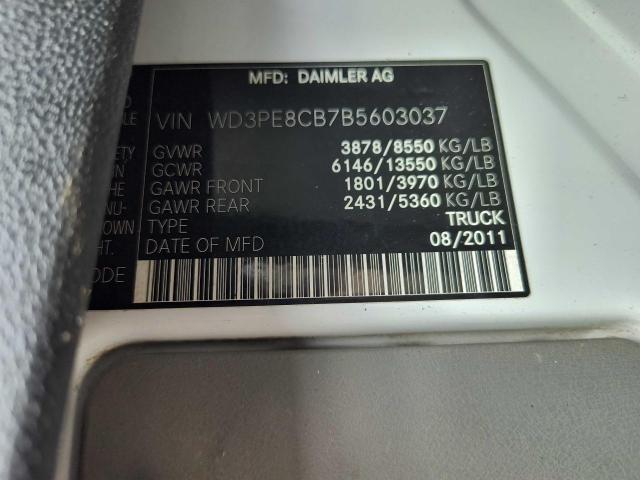 MFD: DAIMLER AG
VIN WD3PE8CB7B5603037
GVWR 3878/8550 KG/LB
GCWR 6146/13550 KG/LB
GAWR FRONT 1801/3970 KG/LB
GAWR REAR 2431/5360 KG/LB
TYPE TRUCK
DATE OF MFD 08/2011